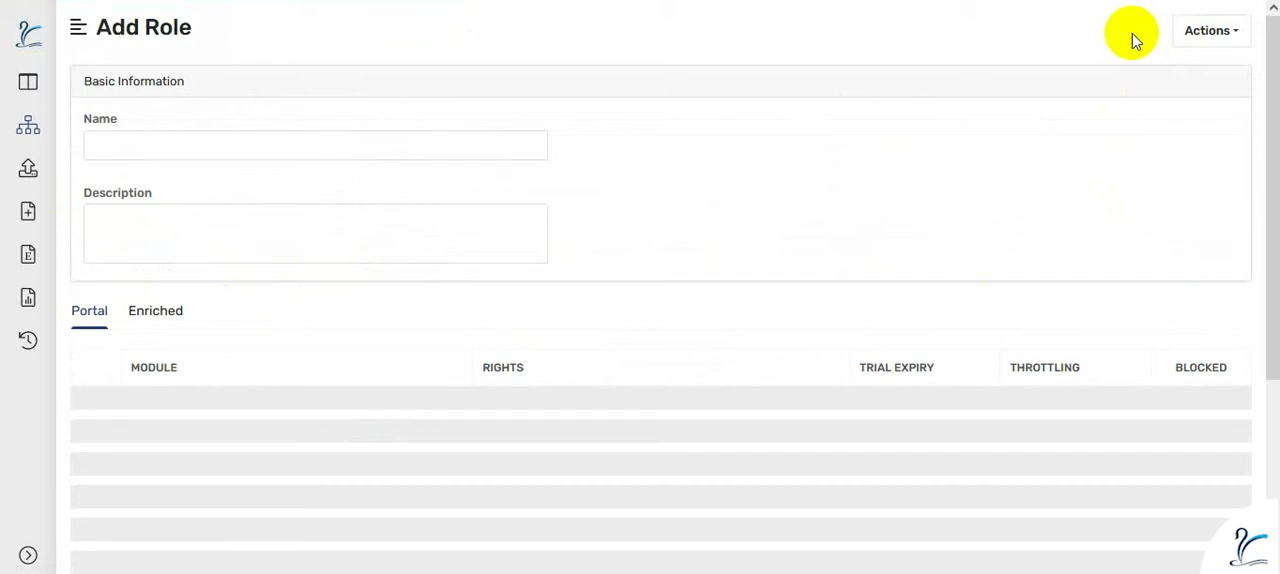 Add Role
Actions
Basic Information
Name
Description
Portal Enriched
MODULE RIGHTS TRIAL EXPIRY THROTTLING BLOCKED